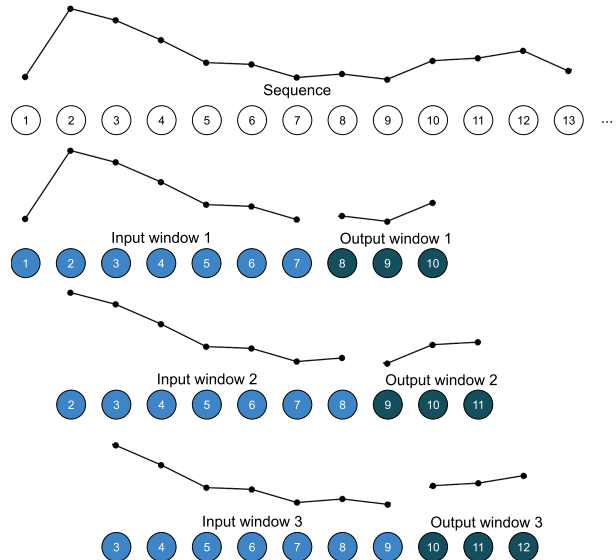 Sequence
1 2 3 4 5 6 7 8 9 10 11 12 13 ...
Input window 1 Output window 1
1 2 3 4 5 6 7 8 9 10
Input window 2 Output window 2
2 3 4 5 6 7 8 9 10 11
Input window 3 Output window 3
3 4 5 6 7 8 9 10 11 12